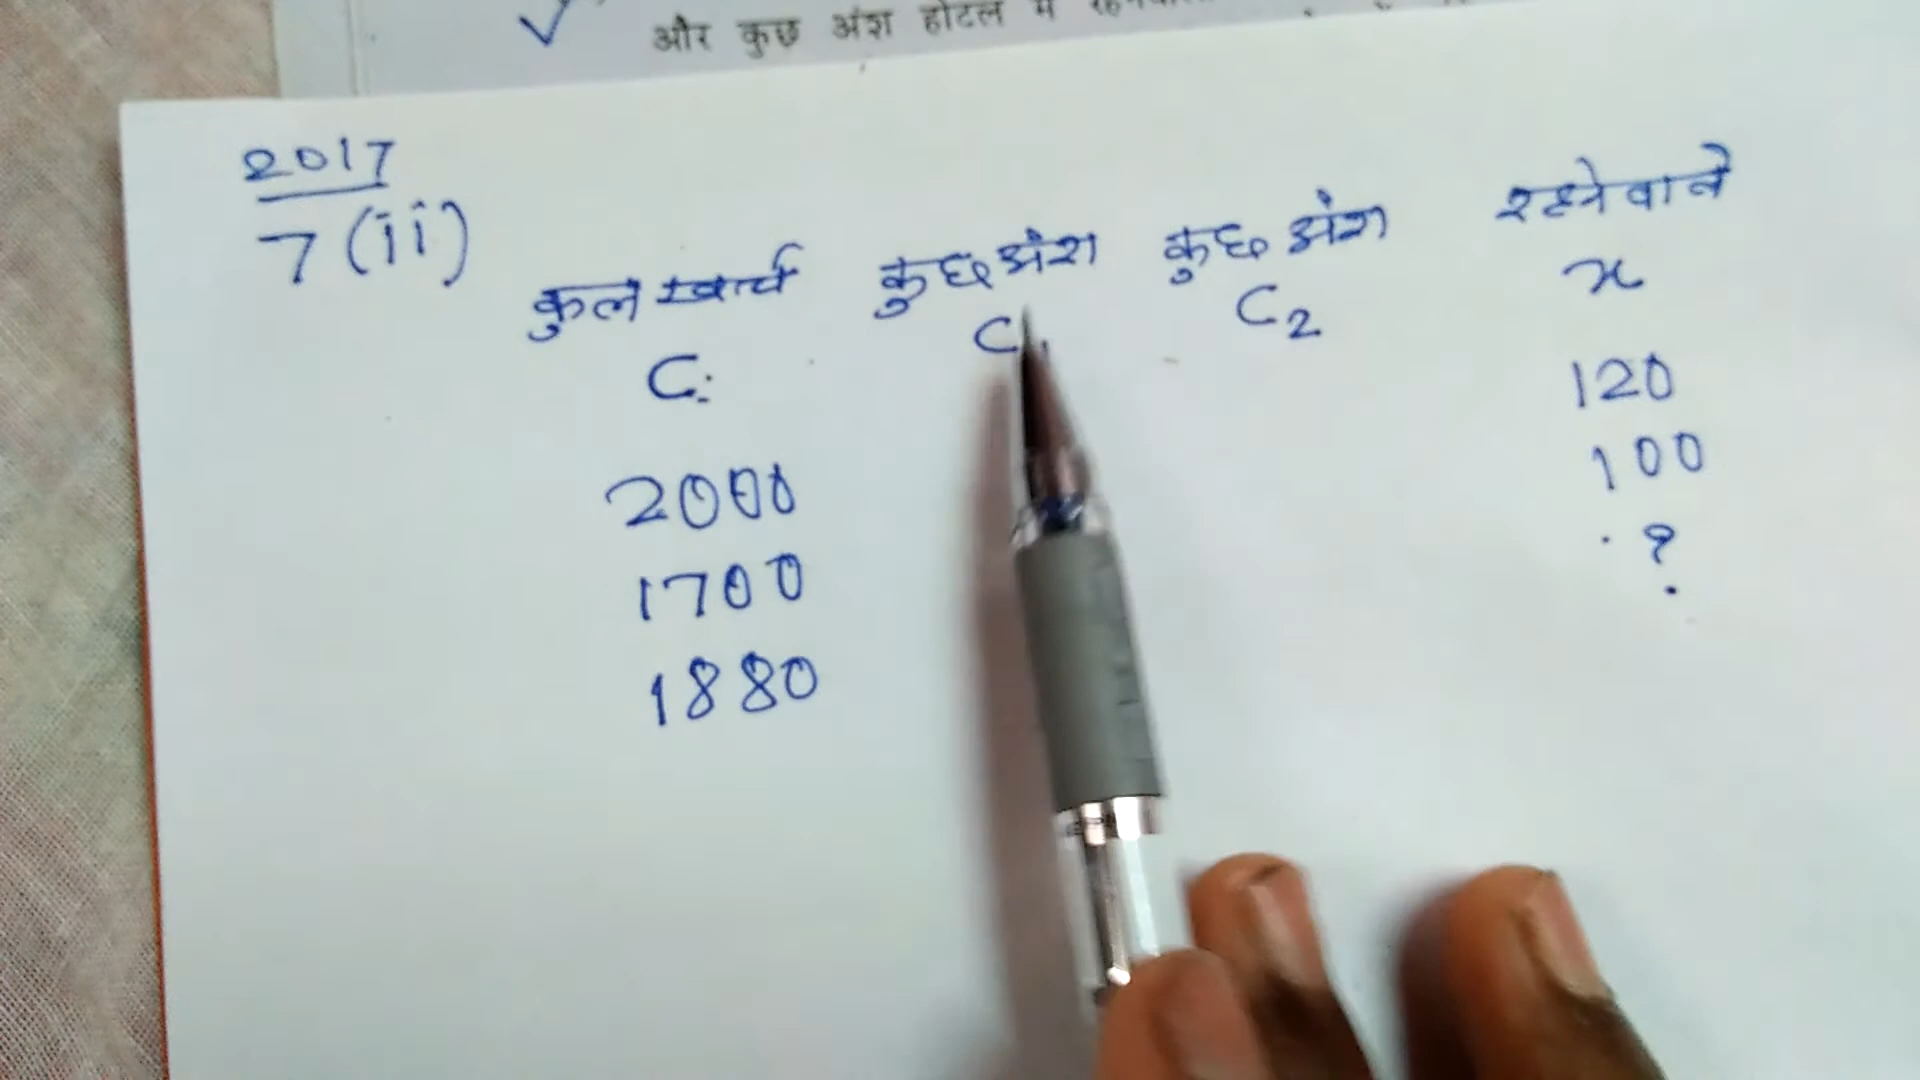 और कुछ अंश होटल में
2017
7 (ii)
कुल खर्च कुछ अंश कुछ अंश रहनेवाले
C C1 C2 x
2000 120
1700 100
1880 ?